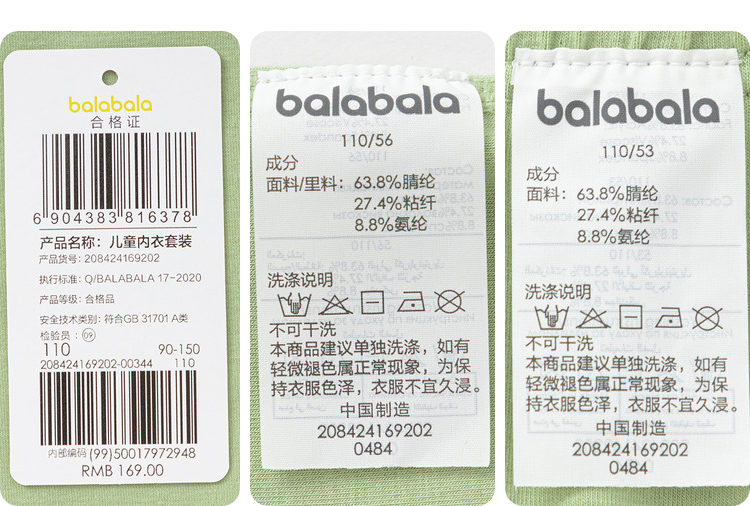 balabala
合格证
6 904383 816378
产品名称：儿童内衣套装
产品货号：208424169202
执行标准：Q/BALABALA 17-2020
产品等级：合格品
安全技术类别：符合GB 31701 A类
检验员：09
110 90-150
208424169202-00344 110
内部编码 (99)50017972948
RMB 169.00
balabala
110/56
成分
面料/里料：63.8%腈纶
27.4%粘纤
8.8%氨纶
洗涤说明
不可干洗
本商品建议单独洗涤，如有
轻微褪色属正常现象，为保
持衣服色泽，衣服不宜久浸。
中国制造
208424169202
0484
balabala
110/53
成分
面料：63.8%腈纶
27.4%粘纤
8.8%氨纶
洗涤说明
不可干洗
本商品建议单独洗涤，如有
轻微褪色属正常现象，为保
持衣服色泽，衣服不宜久浸。
中国制造
208424169202
0484